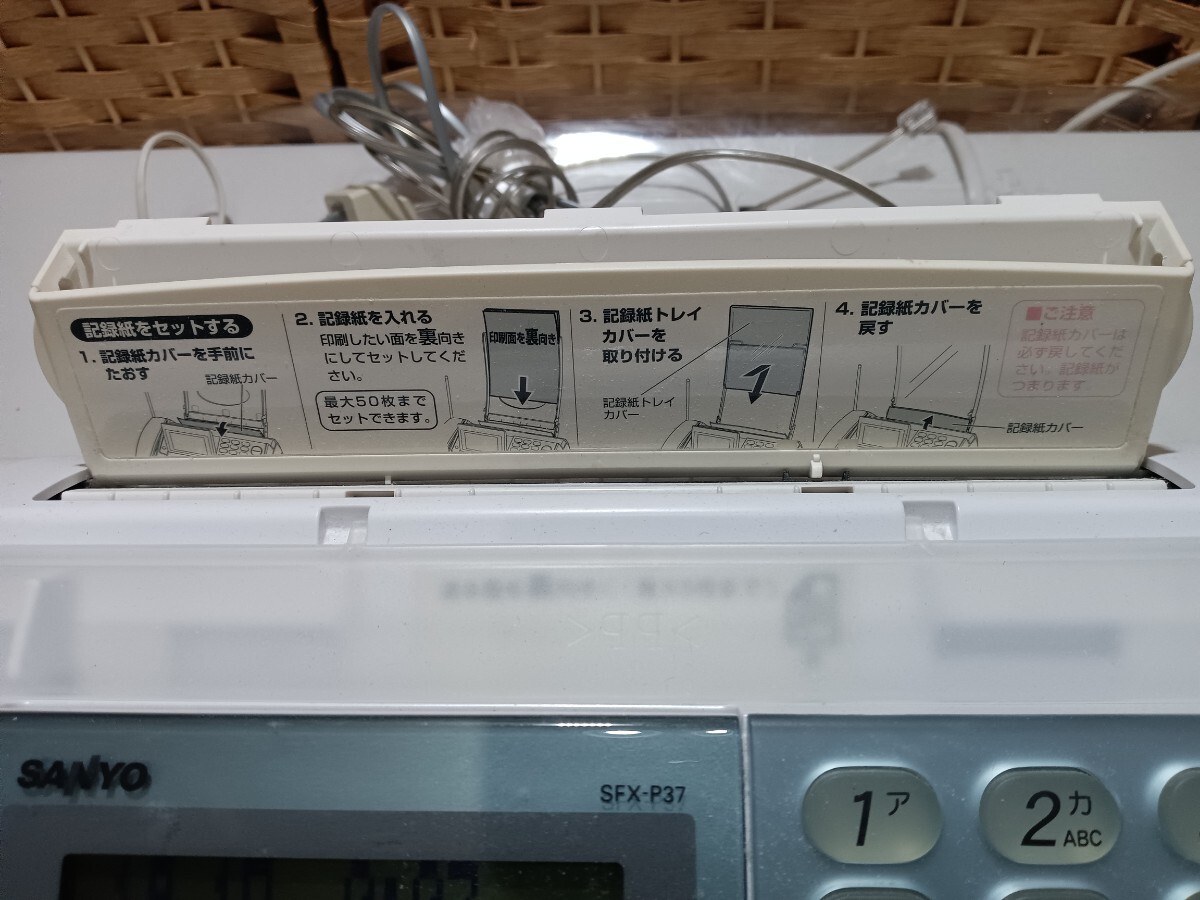 記録紙をセットする
1. 記録紙カバーを手前に
たおす
記録紙カバー
2. 記録紙を入れる
印刷したい面を裏向き
にしてセットしてくだ
さい。
最大50枚まで
セットできます。
印刷面を裏向き
3. 記録紙トレイ
カバーを
取り付ける
記録紙トレイ
カバー
4. 記録紙カバーを
戻す
記録紙カバー
■ご注意
記録紙カバーは
必ず戻してくだ
さい。記録紙が
つまります。
>PP<
SANYO
SFX-P37
1 ア
2 カ
ABC